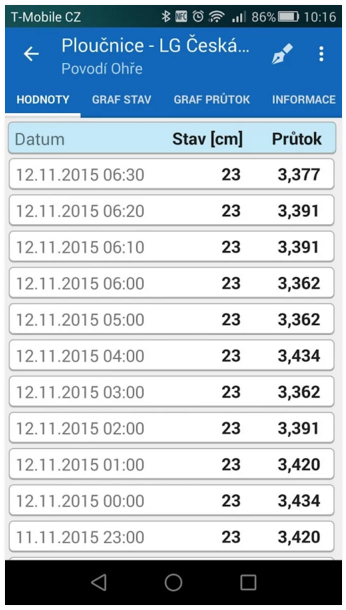 T-Mobile CZ 86% 10:16
Ploučnice - LG Česká...
Povodí Ohře
HODNOTY GRAF STAV GRAF PRŮTOK INFORMACE
Datum Stav [cm] Průtok
12.11.2015 06:30 23 3,377
12.11.2015 06:20 23 3,391
12.11.2015 06:10 23 3,391
12.11.2015 06:00 23 3,362
12.11.2015 05:00 23 3,362
12.11.2015 04:00 23 3,434
12.11.2015 03:00 23 3,362
12.11.2015 02:00 23 3,391
12.11.2015 01:00 23 3,420
12.11.2015 00:00 23 3,434
11.11.2015 23:00 23 3,420